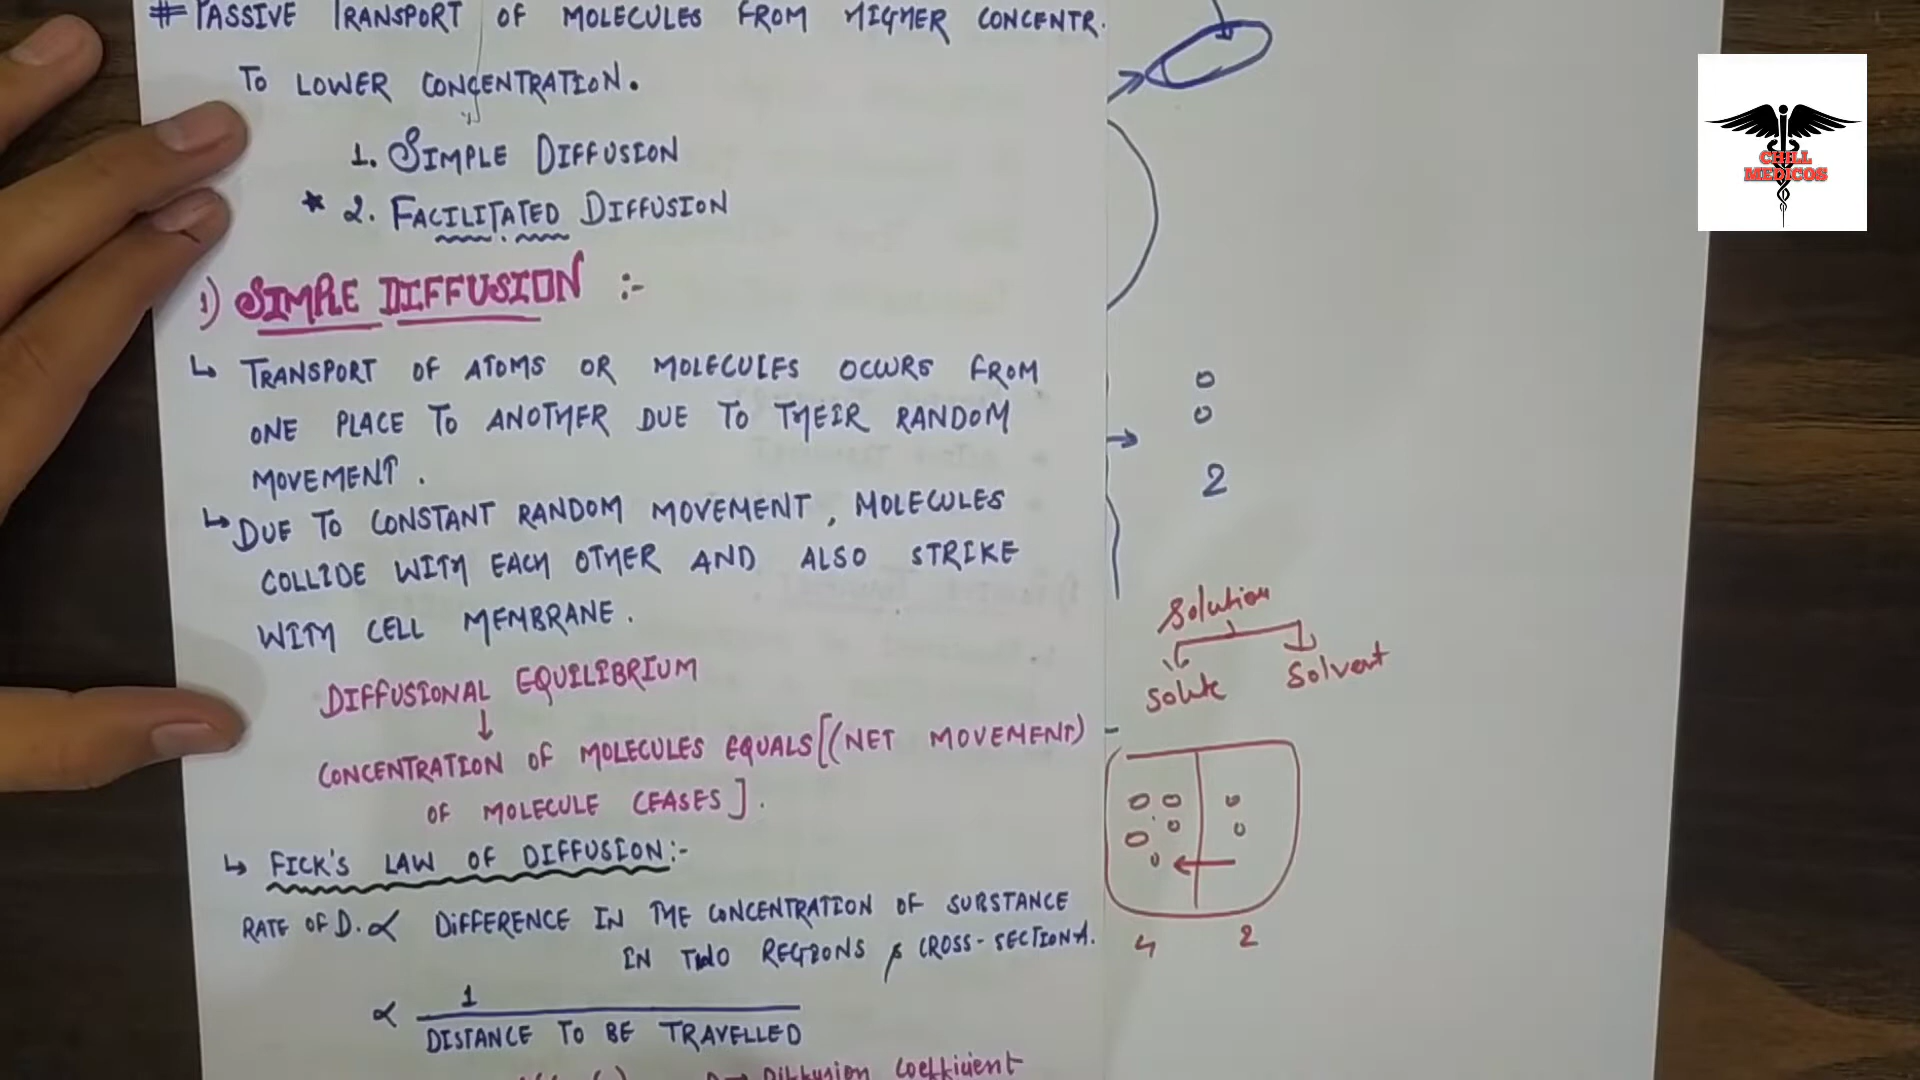 # PASSIVE TRANSPORT OF MOLECULES FROM HIGHER CONCENTR.
TO LOWER CONCENTRATION.
1. SIMPLE DIFFUSION
* 2. FACILITATED DIFFUSION
1) SIMPLE DIFFUSION :-
↳ TRANSPORT OF ATOMS OR MOLECULES OCCURS FROM
ONE PLACE TO ANOTHER DUE TO THEIR RANDOM
MOVEMENT.
↳ DUE TO CONSTANT RANDOM MOVEMENT, MOLECULES
COLLIDE WITH EACH OTHER AND ALSO STRIKE
WITH CELL MEMBRANE.
DIFFUSIONAL EQUILIBRIUM
↓
CONCENTRATION OF MOLECULES EQUALS [(NET MOVEMENT)
OF MOLECULE CEASES].
↳ FICK'S LAW OF DIFFUSION:-
RATE OF D. ∝ DIFFERENCE IN THE CONCENTRATION OF SUBSTANCE
IN TWO REGIONS & CROSS-SECTION A.
∝ 1
DISTANCE TO BE TRAVELLED
D → Diffusion coefficient
2
Solution
Solute Solvent
4 2
CHILL
MEDICOS